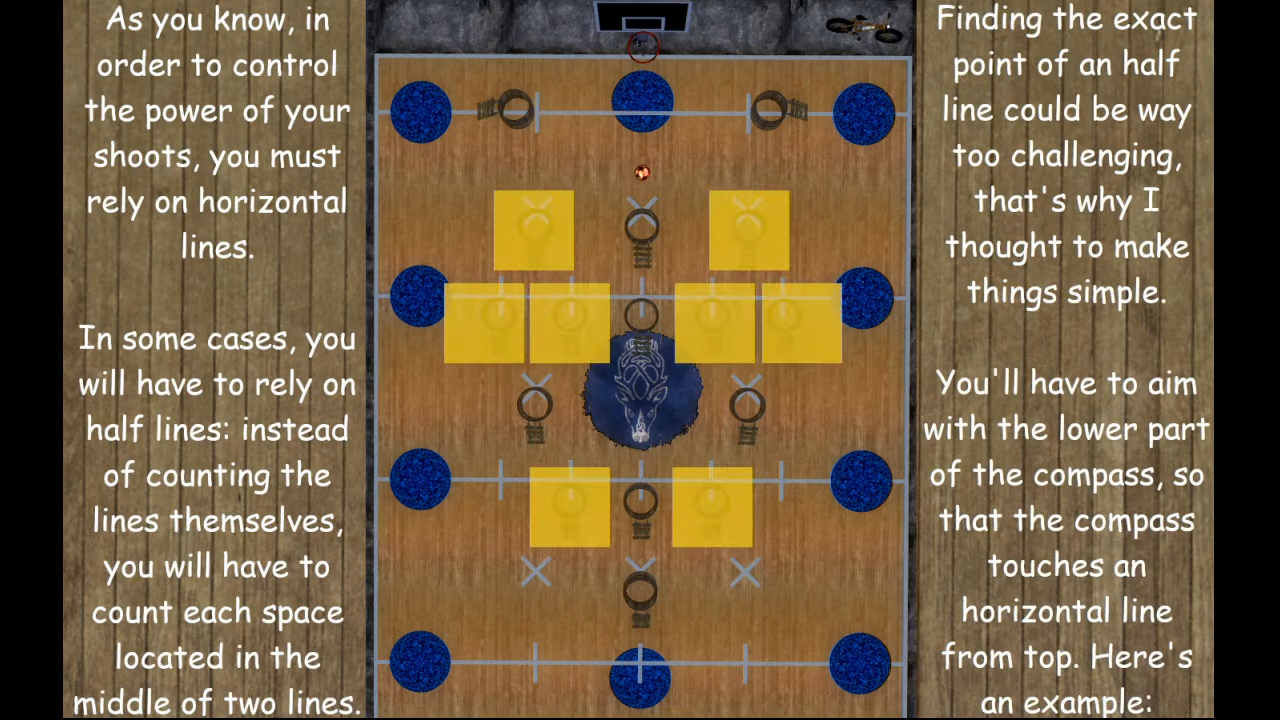 As you know, in
order to control
the power of your
shoots, you must
rely on horizontal
lines.
In some cases, you
will have to rely on
half lines: instead
of counting the
lines themselves,
you will have to
count each space
located in the
middle of two lines.
Finding the exact
point of an half
line could be way
too challenging,
that's why I
thought to make
things simple.
You'll have to aim
with the lower part
of the compass, so
that the compass
touches an
horizontal line
from top. Here's
an example: